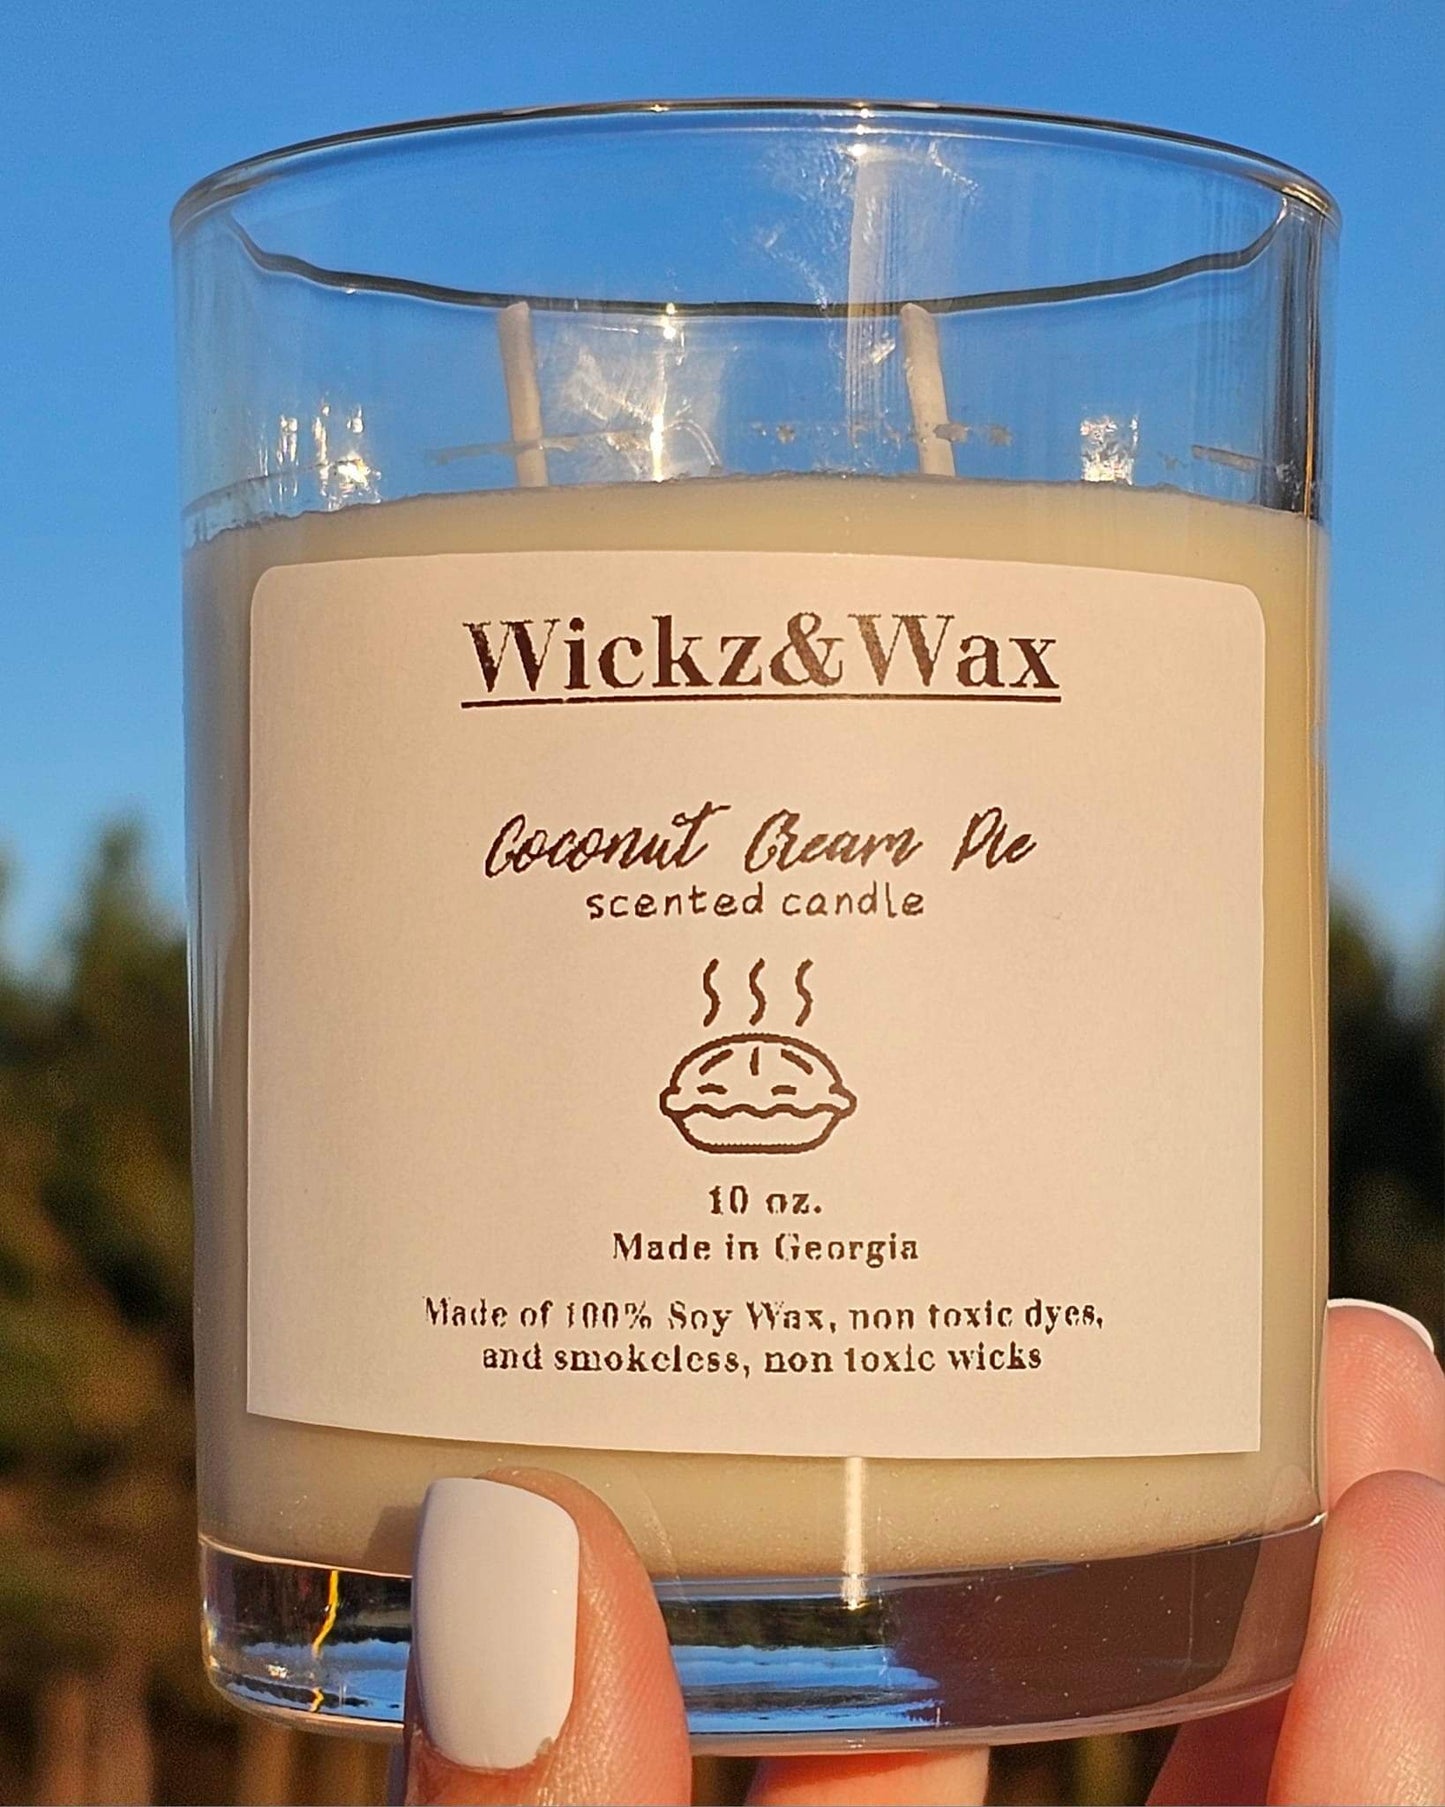 Wickz&Wax
Coconut Cream Pie
scented candle
10 oz.
Made in Georgia
Made of 100% Soy Wax, non toxic dyes,
and smokeless, non toxic wicks